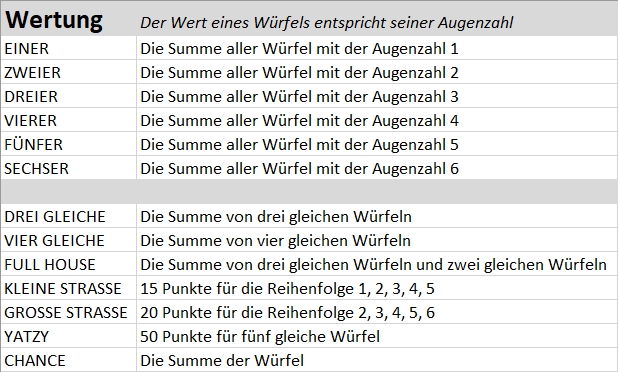 Wertung Der Wert eines Würfels entspricht seiner Augenzahl
EINER Die Summe aller Würfel mit der Augenzahl 1
ZWEIER Die Summe aller Würfel mit der Augenzahl 2
DREIER Die Summe aller Würfel mit der Augenzahl 3
VIERER Die Summe aller Würfel mit der Augenzahl 4
FÜNFER Die Summe aller Würfel mit der Augenzahl 5
SECHSER Die Summe aller Würfel mit der Augenzahl 6
DREI GLEICHE Die Summe von drei gleichen Würfeln
VIER GLEICHE Die Summe von vier gleichen Würfeln
FULL HOUSE Die Summe von drei gleichen Würfeln und zwei gleichen Würfeln
KLEINE STRASSE 15 Punkte für die Reihenfolge 1, 2, 3, 4, 5
GROSSE STRASSE 20 Punkte für die Reihenfolge 2, 3, 4, 5, 6
YATZY 50 Punkte für fünf gleiche Würfel
CHANCE Die Summe der Würfel